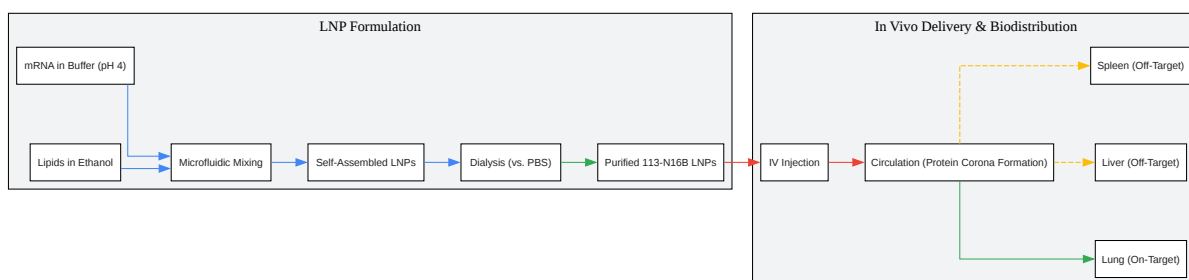 LNP Formulation
In Vivo Delivery & Biodistribution
mRNA in Buffer (pH 4)
Spleen (Off-Target)
Lipids in Ethanol
Microfluidic Mixing
Self-Assembled LNPs
Dialysis (vs. PBS)
Purified 113-N16B LNPs
IV Injection
Circulation (Protein Corona Formation)
Liver (Off-Target)
Lung (On-Target)